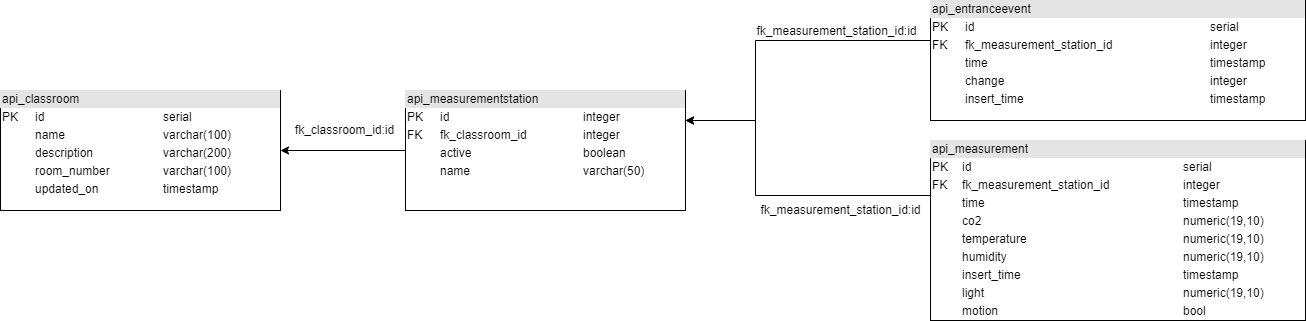 api_classroom
PK id serial
name varchar(100)
description varchar(200)
room_number varchar(100)
updated_on timestamp
fk_classroom_id:id
api_measurementstation
PK id integer
FK fk_classroom_id integer
active boolean
name varchar(50)
fk_measurement_station_id:id
fk_measurement_station_id:id
api_entranceevent
PK id serial
FK fk_measurement_station_id integer
time timestamp
change integer
insert_time timestamp
api_measurement
PK id serial
FK fk_measurement_station_id integer
time timestamp
co2 numeric(19,10)
temperature numeric(19,10)
humidity numeric(19,10)
insert_time timestamp
light numeric(19,10)
motion bool